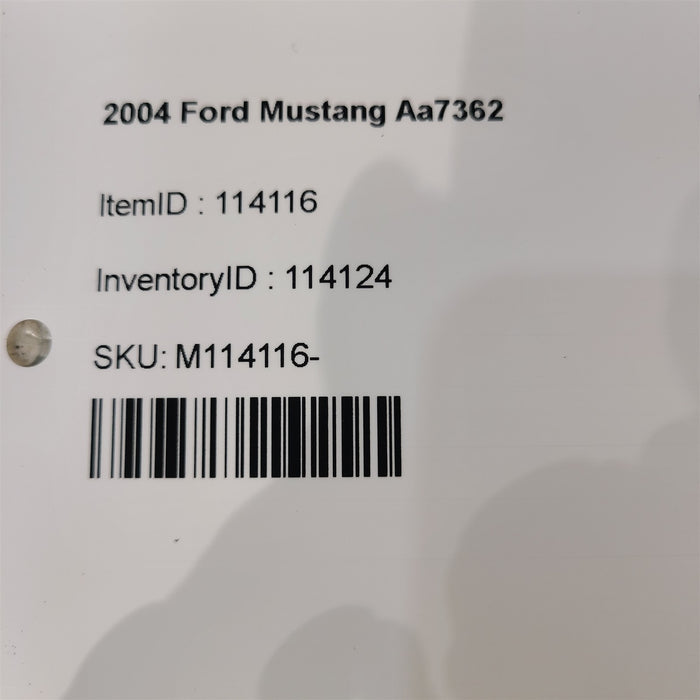 2004 Ford Mustang Aa7362
ItemID : 114116
InventoryID : 114124
SKU: M114116-